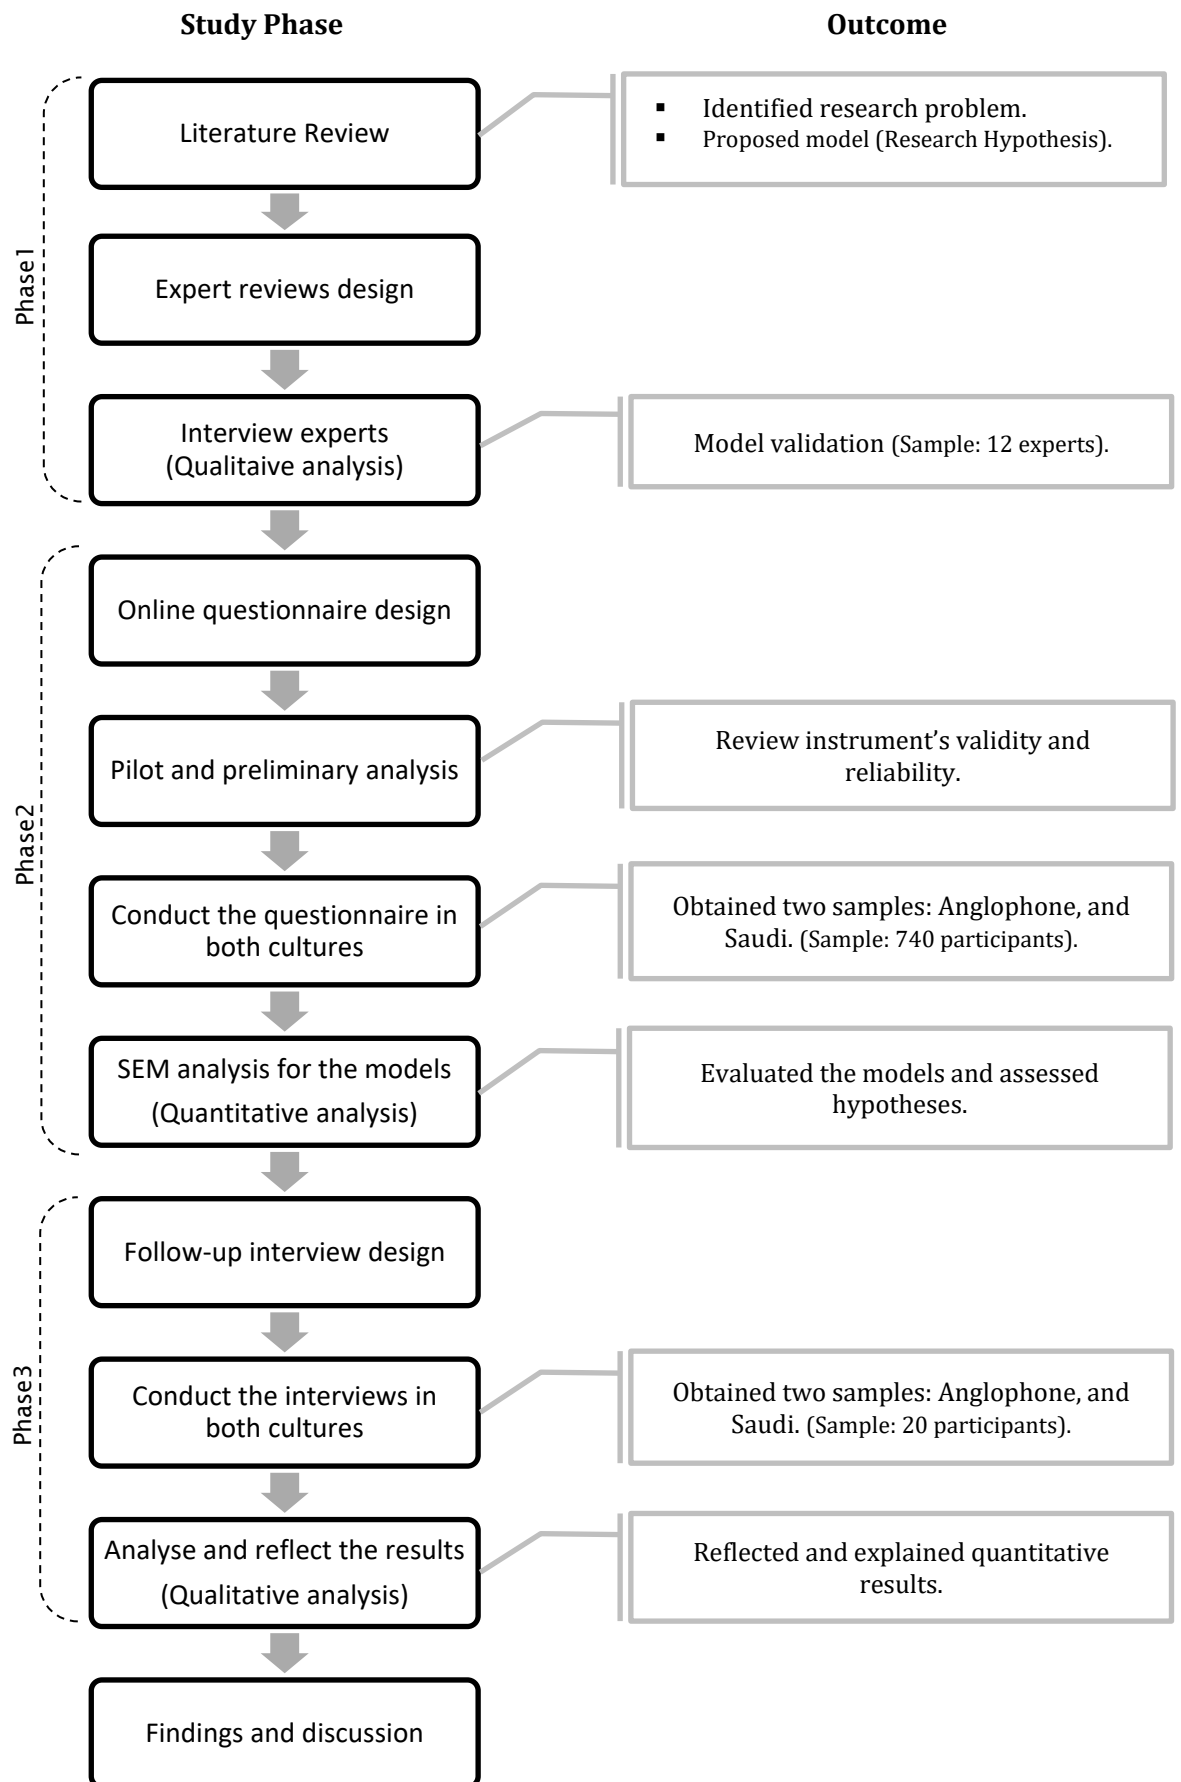 Study Phase
Outcome
Phase1
Literature Review
▪ Identified research problem.
▪ Proposed model (Research Hypothesis).
Expert reviews design
Interview experts
(Qualitaive analysis)
Model validation (Sample: 12 experts).
Phase2
Online questionnaire design
Pilot and preliminary analysis
Review instrument’s validity and
reliability.
Conduct the questionnaire in
both cultures
Obtained two samples: Anglophone, and
Saudi. (Sample: 740 participants).
SEM analysis for the models
(Quantitative analysis)
Evaluated the models and assessed
hypotheses.
Phase3
Follow-up interview design
Conduct the interviews in
both cultures
Obtained two samples: Anglophone, and
Saudi. (Sample: 20 participants).
Analyse and reflect the results
(Qualitative analysis)
Reflected and explained quantitative
results.
Findings and discussion